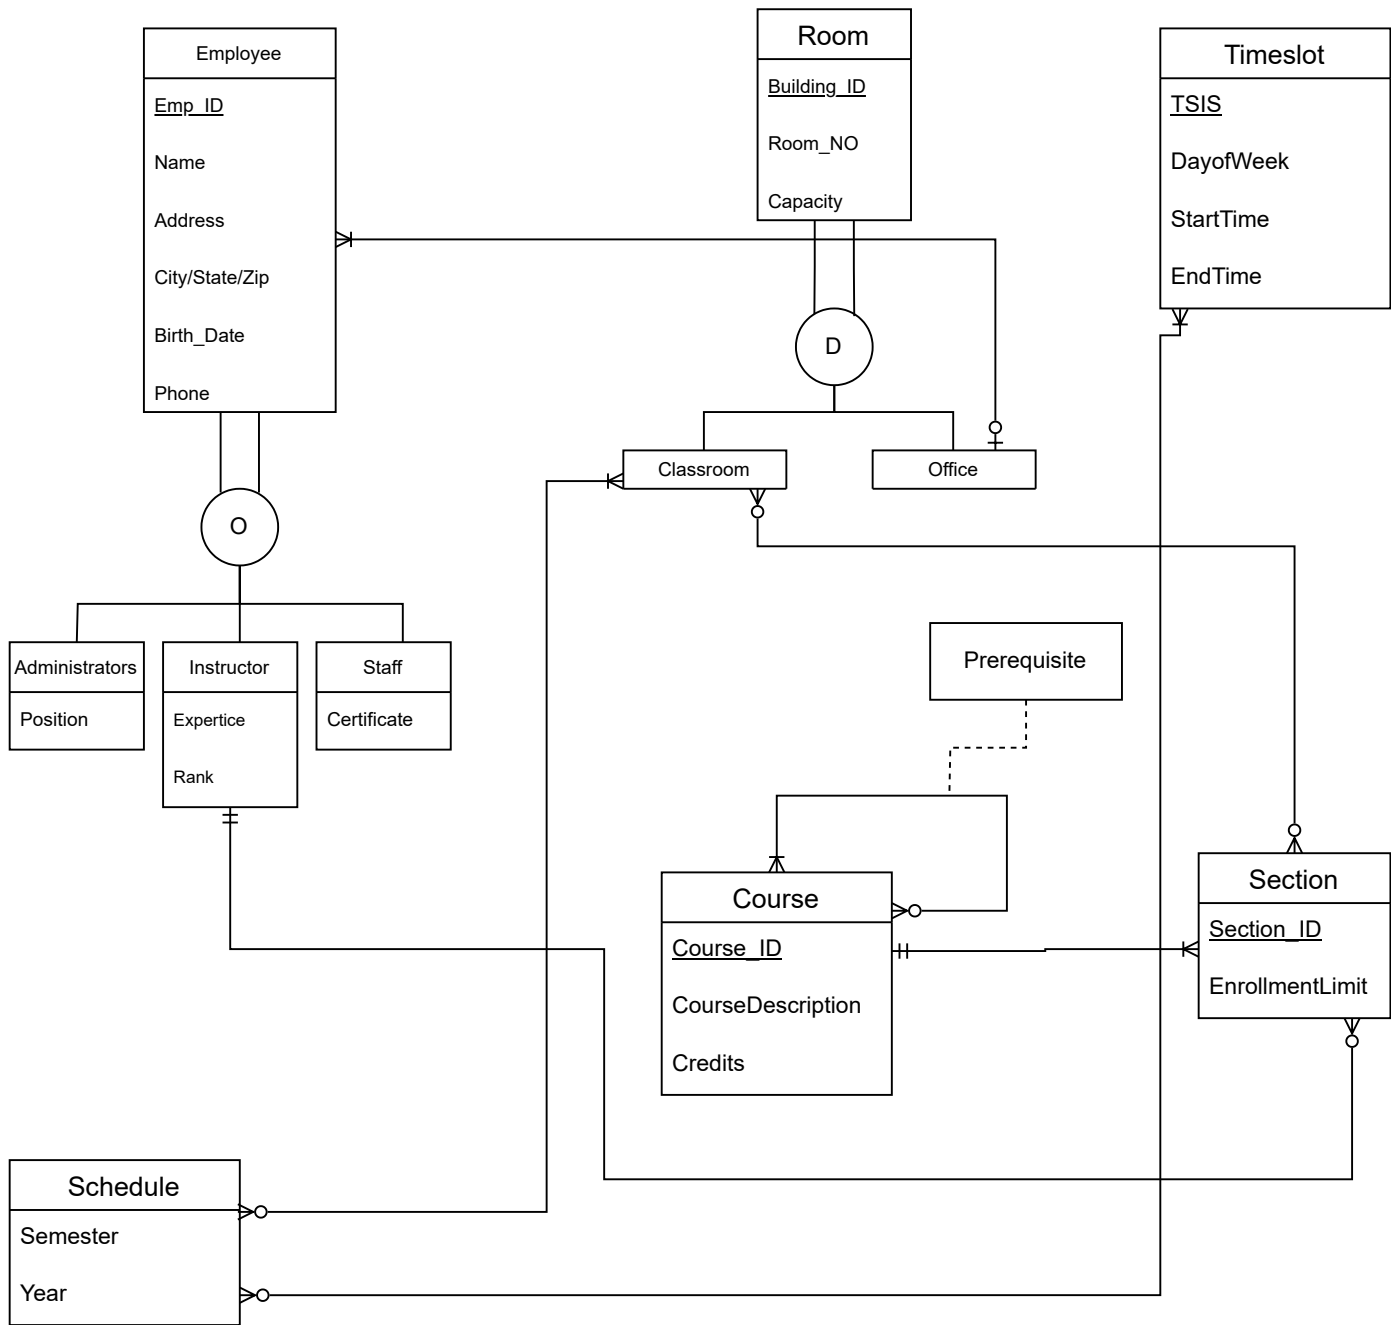 Employee
Emp_ID
Name
Address
City/State/Zip
Birth_Date
Phone
Room
Building_ID
Room_NO
Capacity
Timeslot
TSIS
DayofWeek
StartTime
EndTime
D
Classroom
Office
O
Administrators
Position
Instructor
Expertice
Rank
Staff
Certificate
Prerequisite
Course
Course_ID
CourseDescription
Credits
Section
Section_ID
EnrollmentLimit
Schedule
Semester
Year